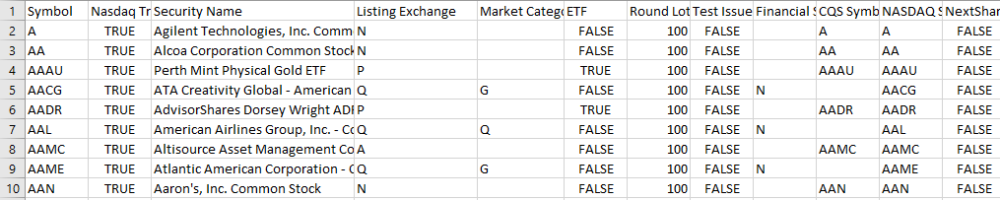 1 Symbol Nasdaq Tr Security Name Listing Exchange Market Categ ETF Round Lot Test Issue Financial S CQS Symb NASDAQ S NextShar
2 A TRUE Agilent Technologies, Inc. Comm N FALSE 100 FALSE A A FALSE
3 AA TRUE Alcoa Corporation Common Stock N FALSE 100 FALSE AA AA FALSE
4 AAAU TRUE Perth Mint Physical Gold ETF P TRUE 100 FALSE AAAU AAAU FALSE
5 AACG TRUE ATA Creativity Global - American Q G FALSE 100 FALSE N AACG FALSE
6 AADR TRUE AdvisorShares Dorsey Wright ADR P TRUE 100 FALSE AADR AADR FALSE
7 AAL TRUE American Airlines Group, Inc. - Co Q Q FALSE 100 FALSE N AAL FALSE
8 AAMC TRUE Altisource Asset Management Co A FALSE 100 FALSE AAMC AAMC FALSE
9 AAME TRUE Atlantic American Corporation - C Q G FALSE 100 FALSE N AAME FALSE
10 AAN TRUE Aaron's, Inc. Common Stock N FALSE 100 FALSE AAN AAN FALSE